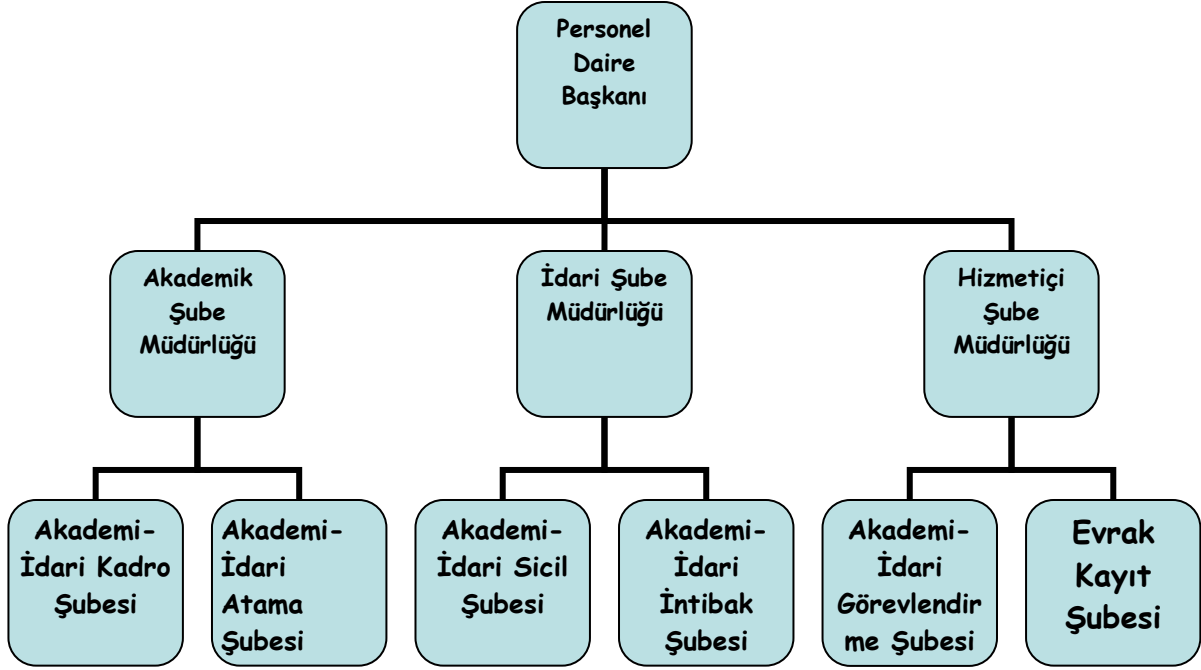 Personel
Daire
Başkanı
Akademik
Şube
Müdürlüğü
İdari Şube
Müdürlüğü
Hizmetiçi
Şube
Müdürlüğü
Akademi-
İdari Kadro
Şubesi
Akademi-
İdari
Atama
Şubesi
Akademi-
İdari Sicil
Şubesi
Akademi-
İdari
İntibak
Şubesi
Akademi-
İdari
Görevlendir
me Şubesi
Evrak
Kayıt
Şubesi